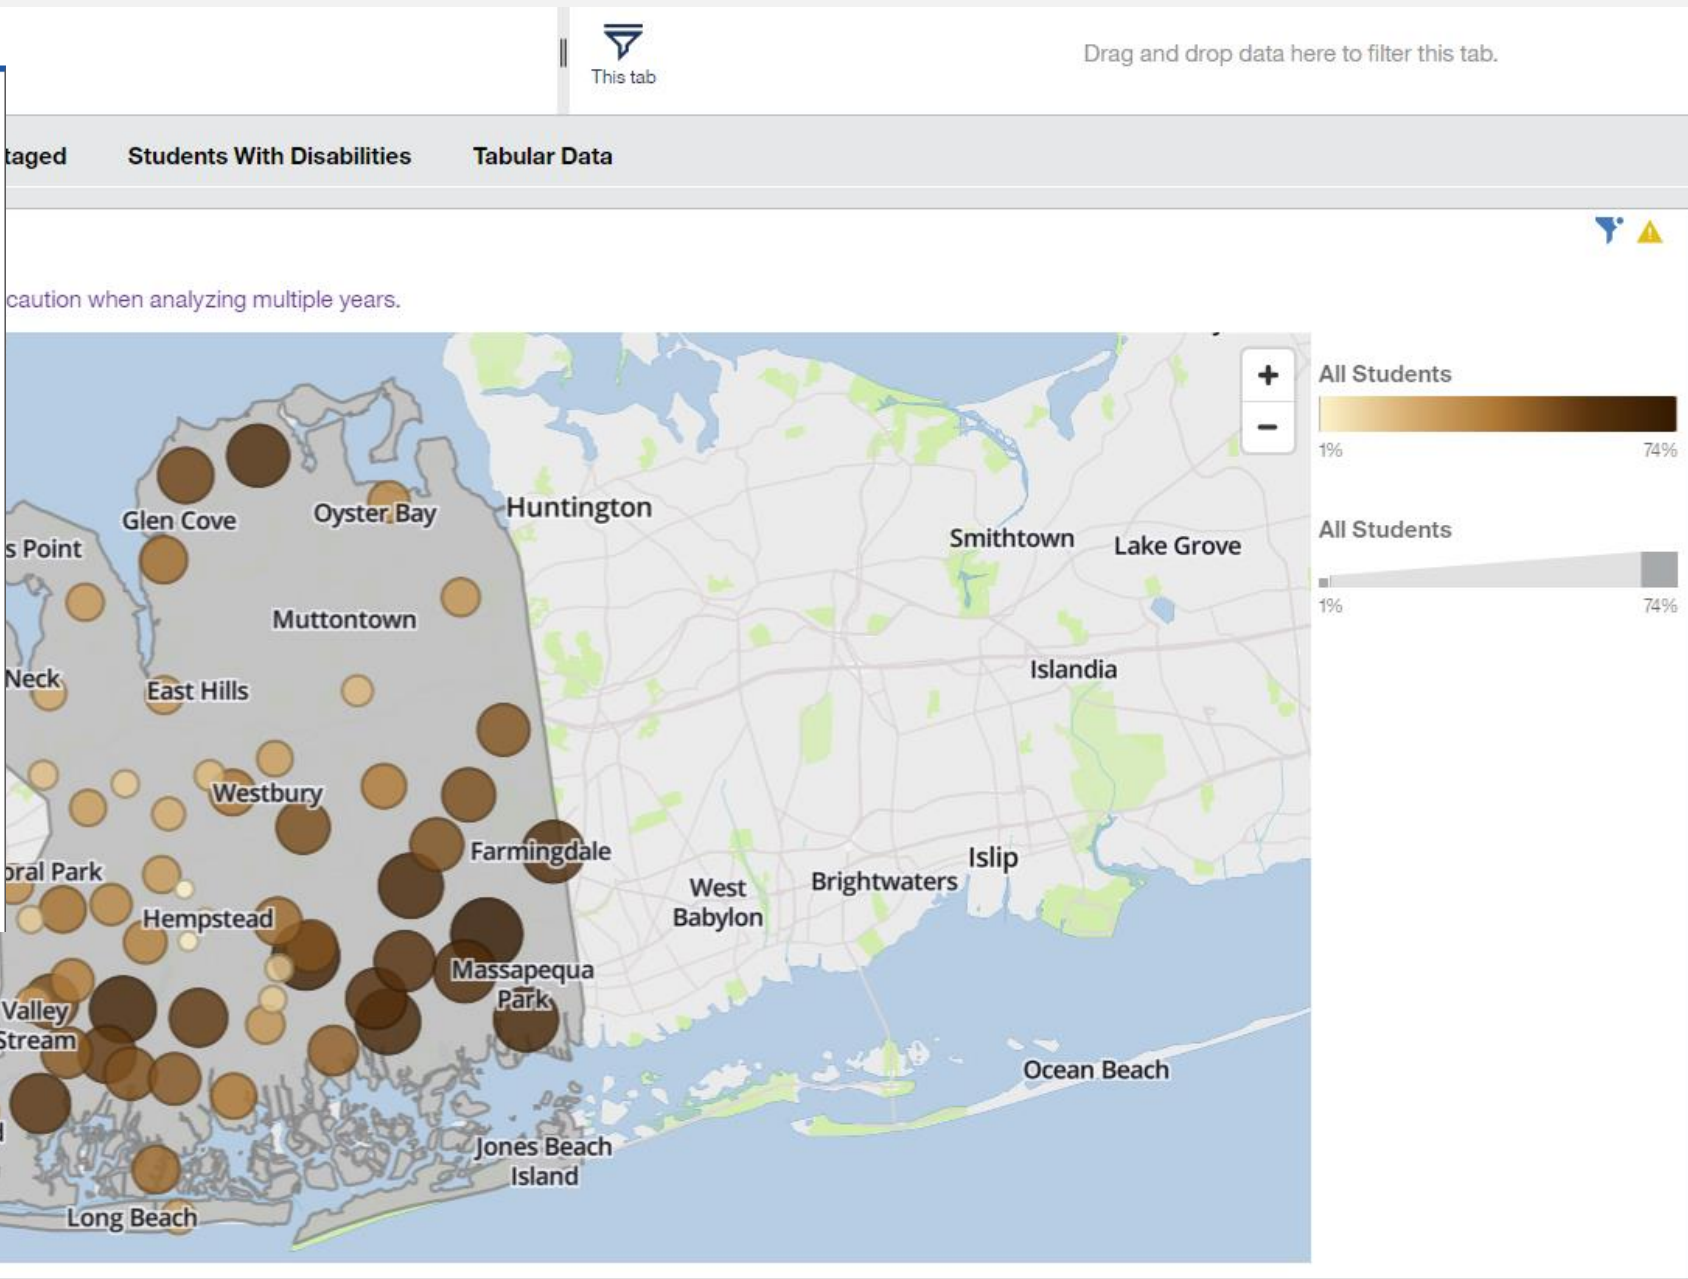 This tab
Drag and drop data here to filter this tab.
taged
Students With Disabilities
Tabular Data
caution when analyzing multiple years.
All Students
1%
74%
All Students
1%
74%
+
−
Glen Cove
Oyster Bay
Huntington
s Point
Smithtown
Lake Grove
Muttontown
Neck
East Hills
Islandia
Westbury
Farmingdale
Islip
oral Park
West
Babylon
Brightwaters
Hempstead
Massapequa
Park
Valley
Stream
Ocean Beach
Jones Beach
Island
Long Beach